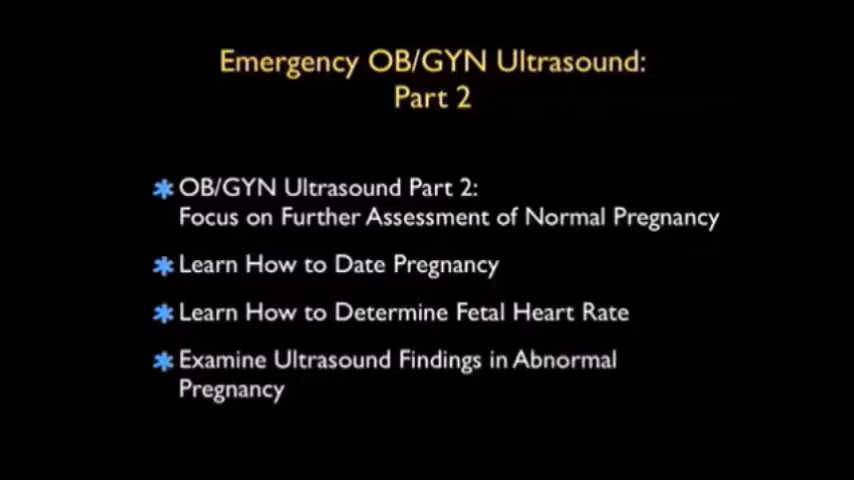 Emergency OB/GYN Ultrasound:
Part 2
OB/GYN Ultrasound Part 2:
Focus on Further Assessment of Normal Pregnancy
Learn How to Date Pregnancy
Learn How to Determine Fetal Heart Rate
Examine Ultrasound Findings in Abnormal
Pregnancy